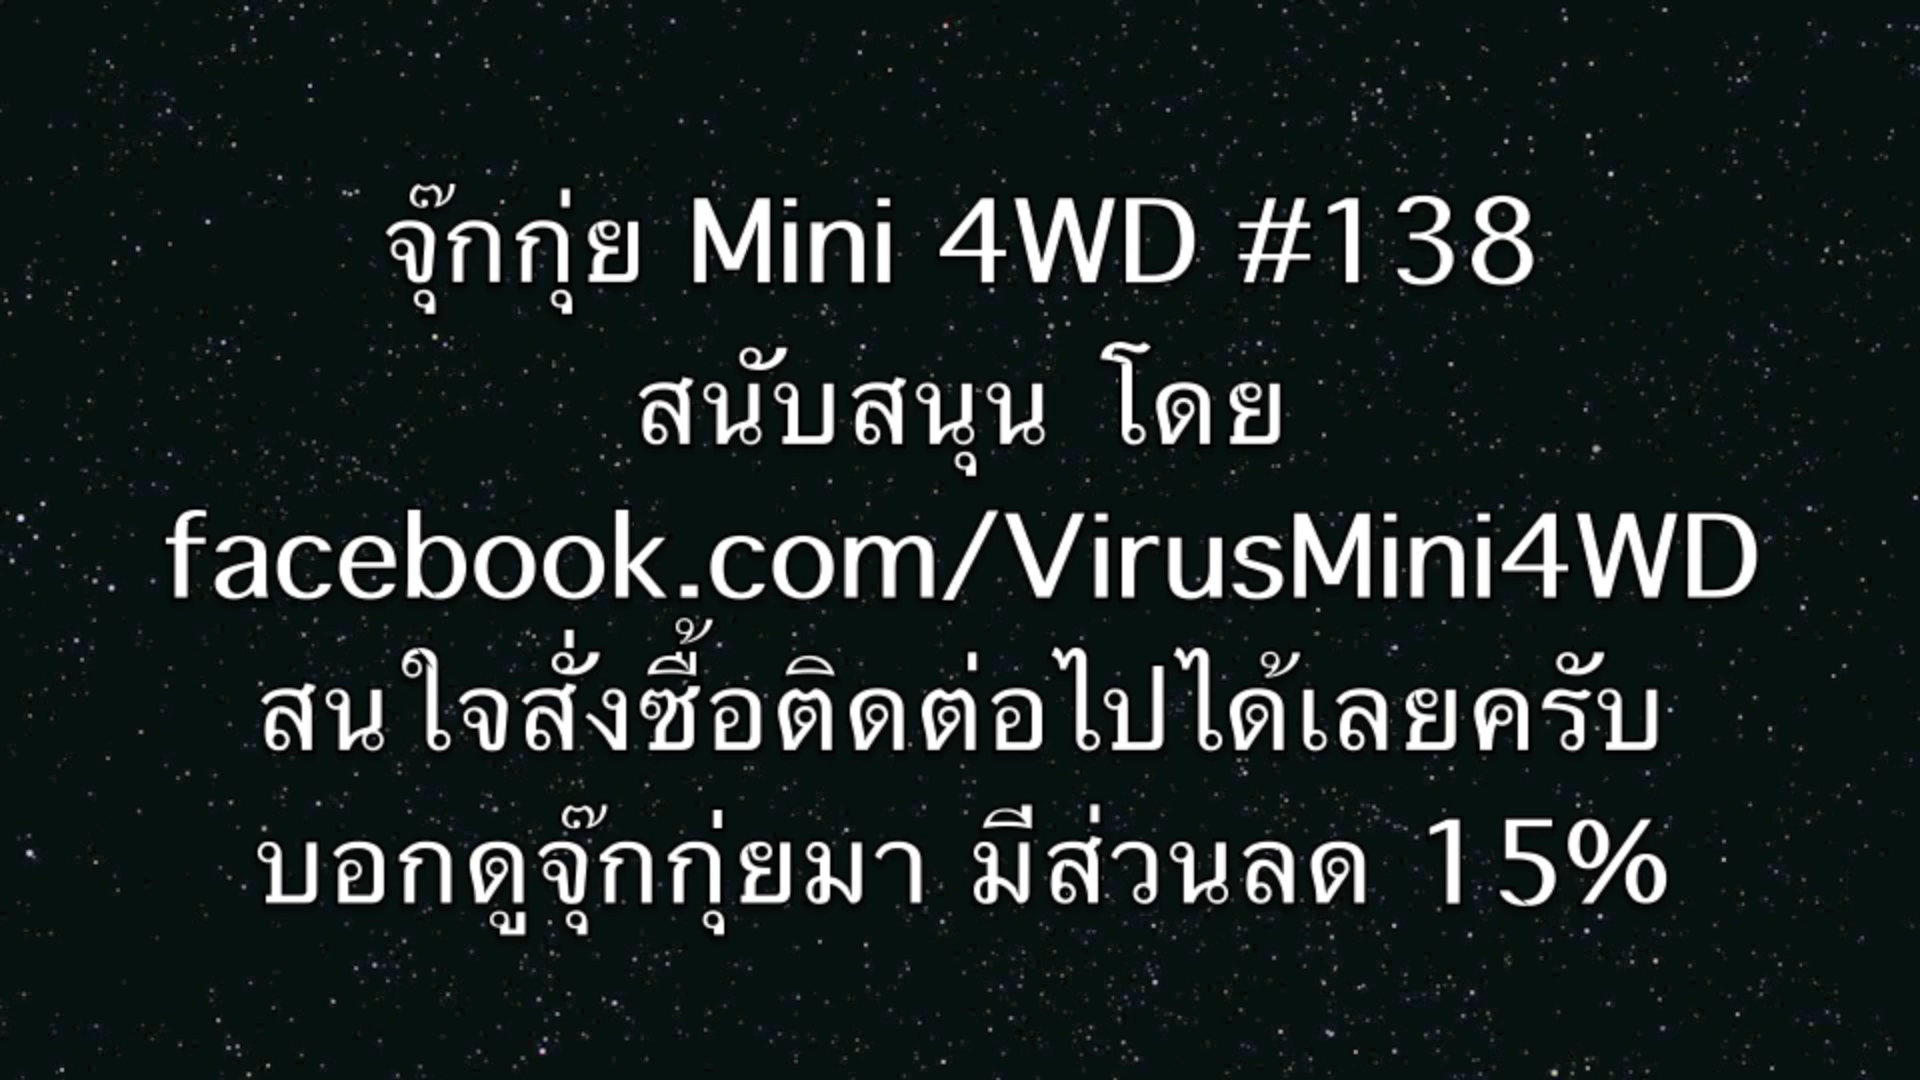 จุ๊กกุ่ย Mini 4WD #138
สนับสนุน โดย
facebook.com/VirusMini4WD
สนใจสั่งซื้อติดต่อไปได้เลยครับ
บอกดูจุ๊กกุ่ยมา มีส่วนลด 15%